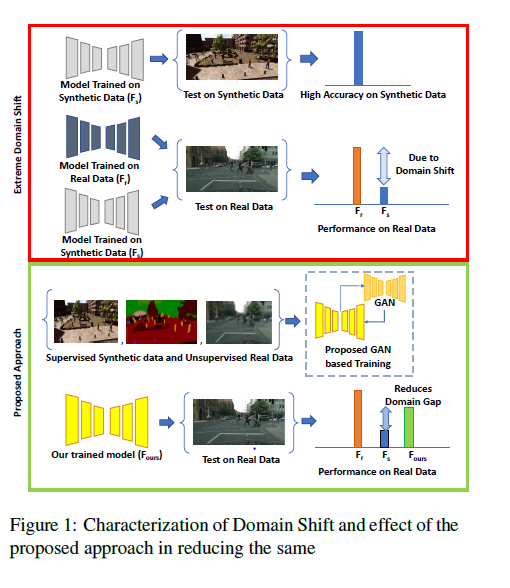 Extreme Domain Shift
Model Trained on
Synthetic Data (Fs)
Test on Synthetic Data
High Accuracy on Synthetic Data
Model Trained on
Real Data (Fr)
Model Trained on
Synthetic Data (Fs)
Test on Real Data
Due to
Domain Shift
Fr Fs
Performance on Real Data
Proposed Approach
, ,
Supervised Synthetic data and Unsupervised Real Data
GAN
Proposed GAN
based Training
Our trained model (Fours)
Test on Real Data
Reduces
Domain Gap
Fr Fs Fours
Performance on Real Data
Figure 1: Characterization of Domain Shift and effect of the
proposed approach in reducing the same